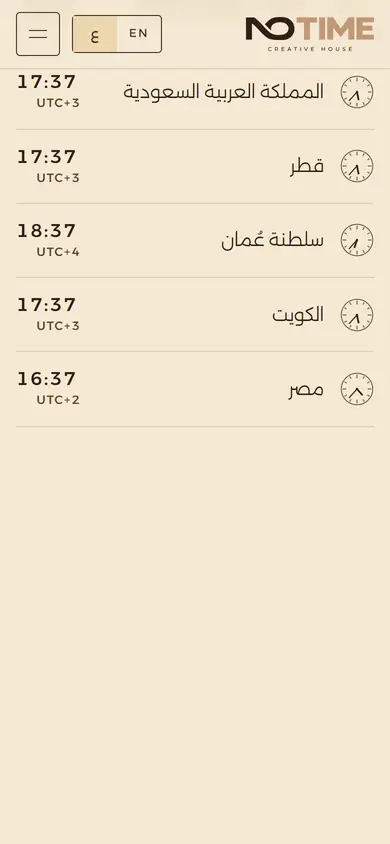 NOTIME
CREATIVE HOUSE
ع EN
المملكة العربية السعودية
17:37
UTC+3
قطر
17:37
UTC+3
سلطنة عُمان
18:37
UTC+4
الكويت
17:37
UTC+3
مصر
16:37
UTC+2